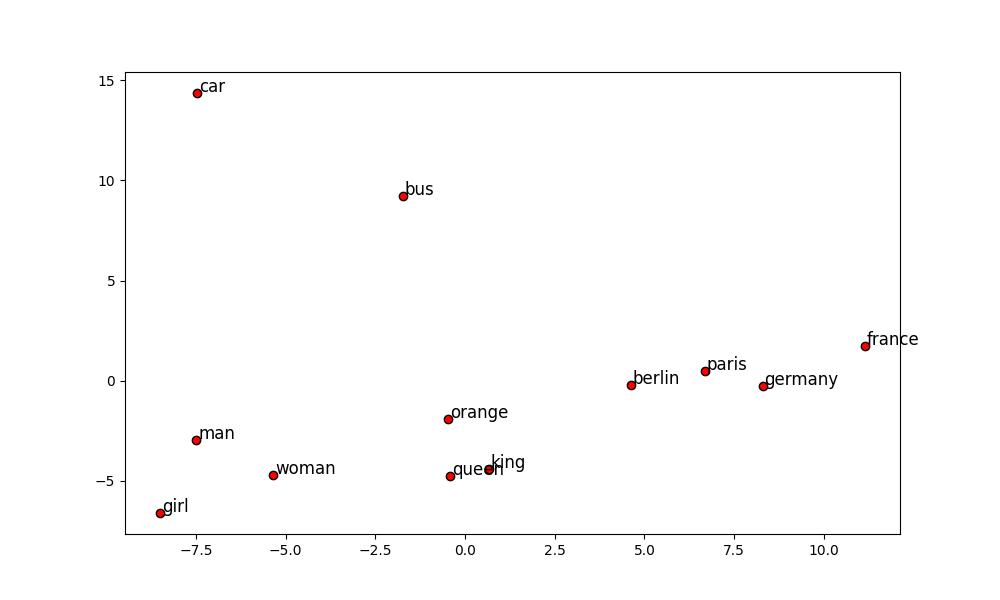 15
car
10
bus
5
france
0
berlin
paris
germany
orange
man
woman
queen
king
−5
girl
−7.5
−5.0
−2.5
0.0
2.5
5.0
7.5
10.0